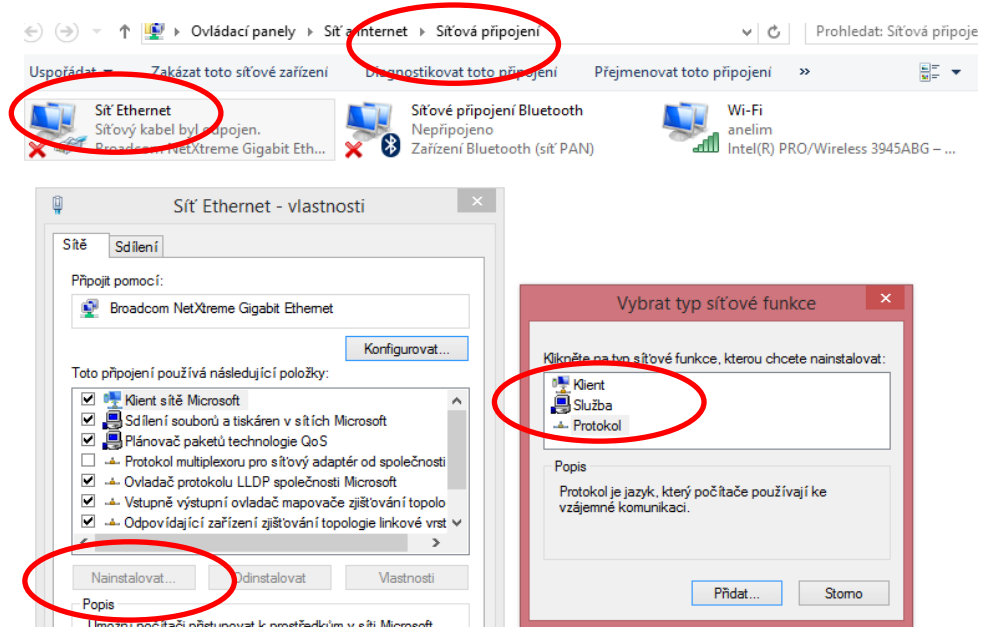 Ovládací panely Síť a Internet Síťová připojení Prohledat: Síťová připoje
Uspořádat Zakázat toto síťové zařízení Diagnostikovat toto připojení Přejmenovat toto připojení »
Síť Ethernet
Síťový kabel byl odpojen.
Broadcom NetXtreme Gigabit Eth...
Síťové připojení Bluetooth
Nepřipojeno
Zařízení Bluetooth (síť PAN)
Wi-Fi
anelim
Intel(R) PRO/Wireless 3945ABG – ...
Síť Ethernet - vlastnosti
Sítě Sdílení
Připojit pomocí:
Broadcom NetXtreme Gigabit Ethernet
Konfigurovat...
Toto připojení používá následující položky:
Klient sítě Microsoft
Sdílení souborů a tiskáren v sítích Microsoft
Plánovač paketů technologie QoS
Protokol multiplexoru pro síťový adaptér od společnosti
Ovladač protokolu LLDP společnosti Microsoft
Vstupně výstupní ovladač mapovače zjišťování topolo
Odpovídající zařízení zjišťování topologie linkové vrst
Nainstalovat... Odinstalovat Vlastnosti
Popis
Umožní počítači přistupovat k prostředkům v síti Microsoft
Vybrat typ síťové funkce
Klikněte na typ síťové funkce, kterou chcete nainstalovat:
Klient
Služba
Protokol
Popis
Protokol je jazyk, který počítače používají ke
vzájemné komunikaci.
Přidat... Storno